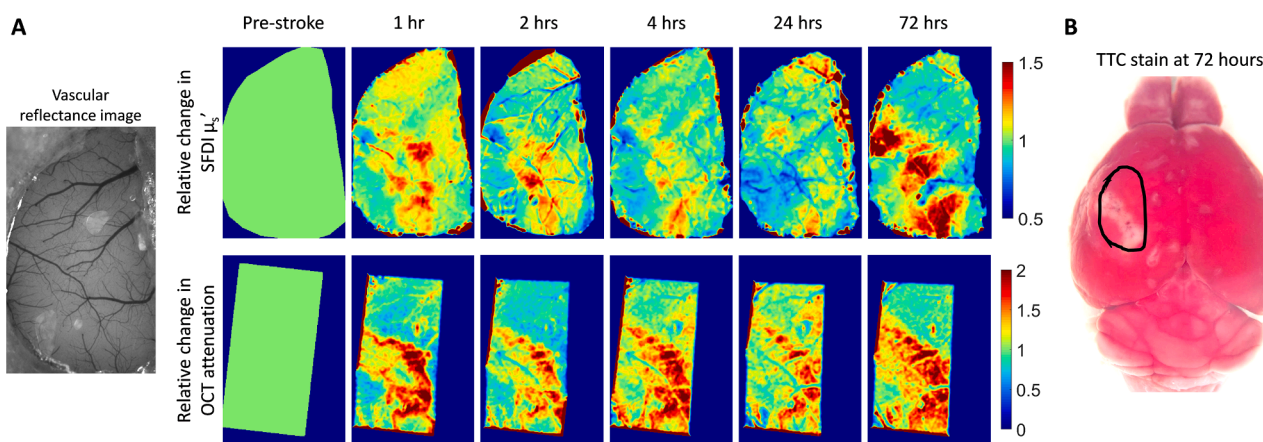 A
Pre-stroke 1 hr 2 hrs 4 hrs 24 hrs 72 hrs
B
TTC stain at 72 hours
Vascular
reflectance image
Relative change in
SFDI μs′
1.5
1
0.5
Relative change in
OCT attenuation
2
1.5
1
0.5
0